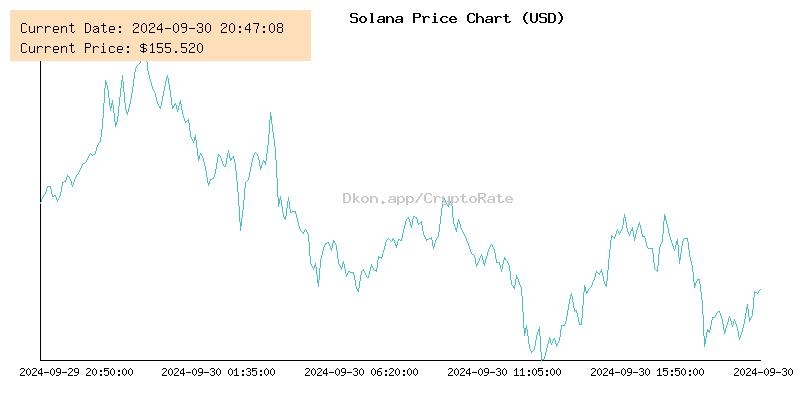 Solana Price Chart (USD)
Current Date: 2024-09-30 20:47:08
Current Price: $155.520
Dkon.app/CryptoRate
2024-09-29 20:50:00 2024-09-30 01:35:00 2024-09-30 06:20:00 2024-09-30 11:05:00 2024-09-30 15:50:00 2024-09-30